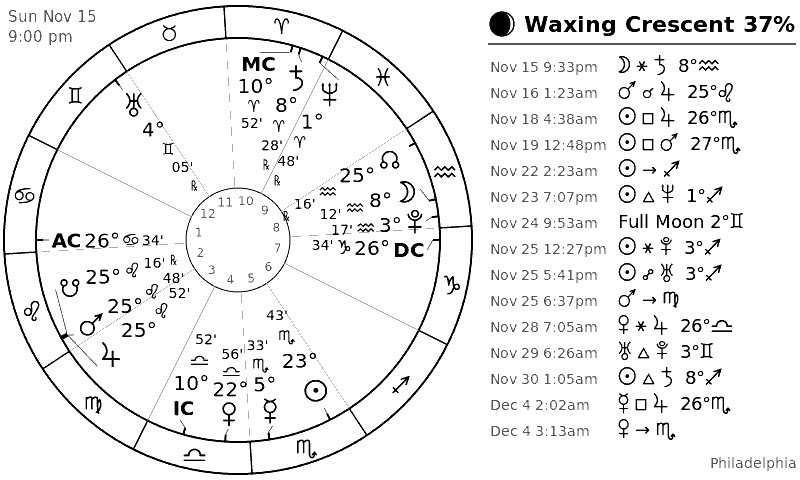 Sun Nov 15
9:00 pm
Waxing Crescent 37%
Nov 15 9:33pm ☽ ⚹ ♄ 8°♒
Nov 16 1:23am ♂ ☌ ♃ 25°♌
Nov 18 4:38am ☉ □ ♃ 26°♏
Nov 19 12:48pm ☉ □ ♂ 27°♏
Nov 22 2:23am ☉ → ♐
Nov 23 7:07pm ☉ △ ♆ 1°♐
Nov 24 9:53am Full Moon 2°♊
Nov 25 12:27pm ☉ ⚹ ♇ 3°♐
Nov 25 5:41pm ☉ ☍ ♅ 3°♐
Nov 25 6:37pm ♂ → ♍
Nov 28 7:05am ♀ ⚹ ♃ 26°♎
Nov 29 6:26am ♅ △ ♇ 3°♊
Nov 30 1:05am ☉ △ ♄ 8°♐
Dec 4 2:02am ☿ □ ♃ 26°♏
Dec 4 3:13am ♀ → ♏
Philadelphia
♈
♉
♊
♋
♌
♍
♎
♏
♐
♑
♒
♓
MC 10° ♈ 52'
♄ 8° ♈ 28' ℞
♆ 1° ♈ 48' ℞
♅ 4° ♊ 05' ℞
☊ 25° ♒ 16' ℞
☽ 8° ♒ 12'
♇ 3° ♒ 17'
DC 26° ♑ 34'
AC 26° ♋ 34'
☋ 25° ♌ 16' ℞
♂ 25° ♌ 48'
♃ 25° ♌ 52'
IC 10° ♎ 52'
♀ 22° ♎ 56'
☿ 5° ♏ 33'
☉ 23° ♏ 43'
1
2
3
4
5
6
7
8
9
10
11
12